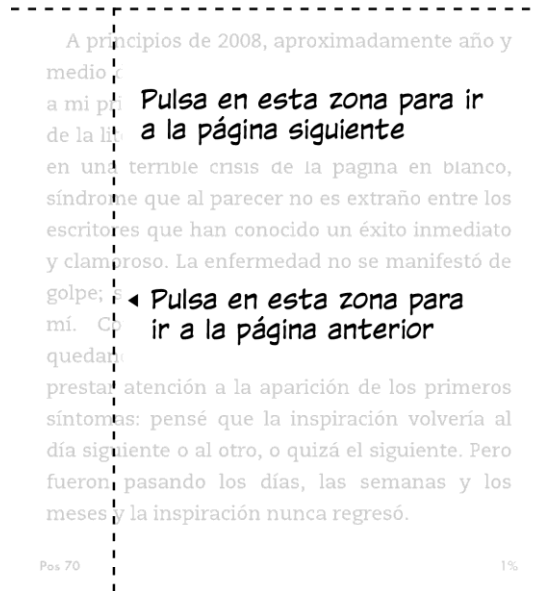 A principios de 2008, aproximadamente año y
medio
Pulsa en esta zona para ir
a mi
a la página siguiente
de la
en una terrible crisis de la página en blanco,
síndrome que al parecer no es extraño entre los
escritores que han conocido un éxito inmediato
y clamoroso. La enfermedad no se manifestó de
golpe;
Pulsa en esta zona para
mí.
ir a la página anterior
prestar atención a la aparición de los primeros
síntomas: pensé que la inspiración volvería al
día siguiente o al otro, o quizá el siguiente. Pero
fueron pasando los días, las semanas y los
meses y la inspiración nunca regresó.
Pos 70
1%